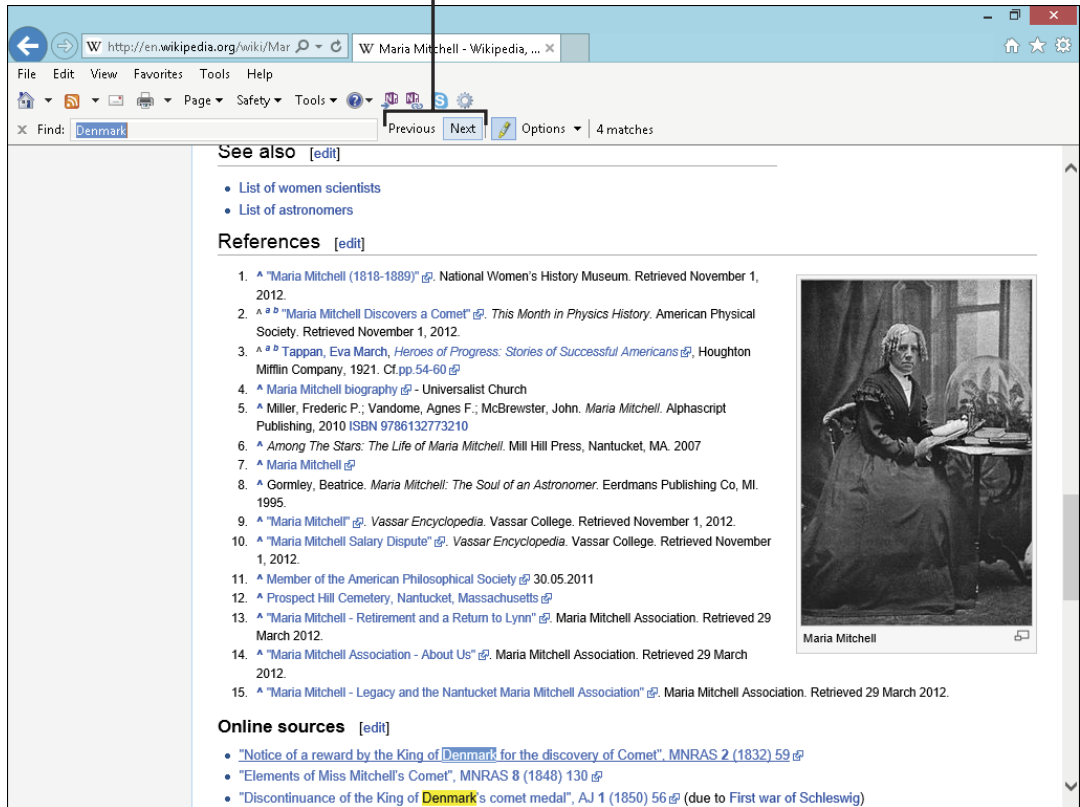 http://en.wikipedia.org/wiki/Mar
W Maria Mitchell - Wikipedia, ...
File Edit View Favorites Tools Help
Page Safety Tools
Find: Denmark Previous Next Options 4 matches
See also [edit]
List of women scientists
List of astronomers
References [edit]
1. ^ "Maria Mitchell (1818-1889)". National Women's History Museum. Retrieved November 1,
2012.
2. ^ a b "Maria Mitchell Discovers a Comet". This Month in Physics History. American Physical
Society. Retrieved November 1, 2012.
3. ^ a b Tappan, Eva March, Heroes of Progress: Stories of Successful Americans, Houghton
Mifflin Company, 1921. Cf.pp.54-60
4. ^ Maria Mitchell biography - Universalist Church
5. ^ Miller, Frederic P.; Vandome, Agnes F.; McBrewster, John. Maria Mitchell. Alphascript
Publishing, 2010 ISBN 9786132773210
6. ^ Among The Stars: The Life of Maria Mitchell. Mill Hill Press, Nantucket, MA. 2007
7. ^ Maria Mitchell
8. ^ Gormley, Beatrice. Maria Mitchell: The Soul of an Astronomer. Eerdmans Publishing Co, MI.
1995.
9. ^ "Maria Mitchell". Vassar Encyclopedia. Vassar College. Retrieved November 1, 2012.
10. ^ "Maria Mitchell Salary Dispute". Vassar Encyclopedia. Vassar College. Retrieved November
1, 2012.
11. ^ Member of the American Philosophical Society 30.05.2011
12. ^ Prospect Hill Cemetery, Nantucket, Massachusetts
13. ^ "Maria Mitchell - Retirement and a Return to Lynn". Maria Mitchell Association. Retrieved 29
March 2012.
14. ^ "Maria Mitchell Association - About Us". Maria Mitchell Association. Retrieved 29 March
2012.
15. ^ "Maria Mitchell - Legacy and the Nantucket Maria Mitchell Association". Maria Mitchell Association. Retrieved 29 March 2012.
Maria Mitchell
Online sources [edit]
"Notice of a reward by the King of Denmark for the discovery of Comet", MNRAS 2 (1832) 59
"Elements of Miss Mitchell's Comet", MNRAS 8 (1848) 130
"Discontinuance of the King of Denmark's comet medal", AJ 1 (1850) 56 (due to First war of Schleswig)